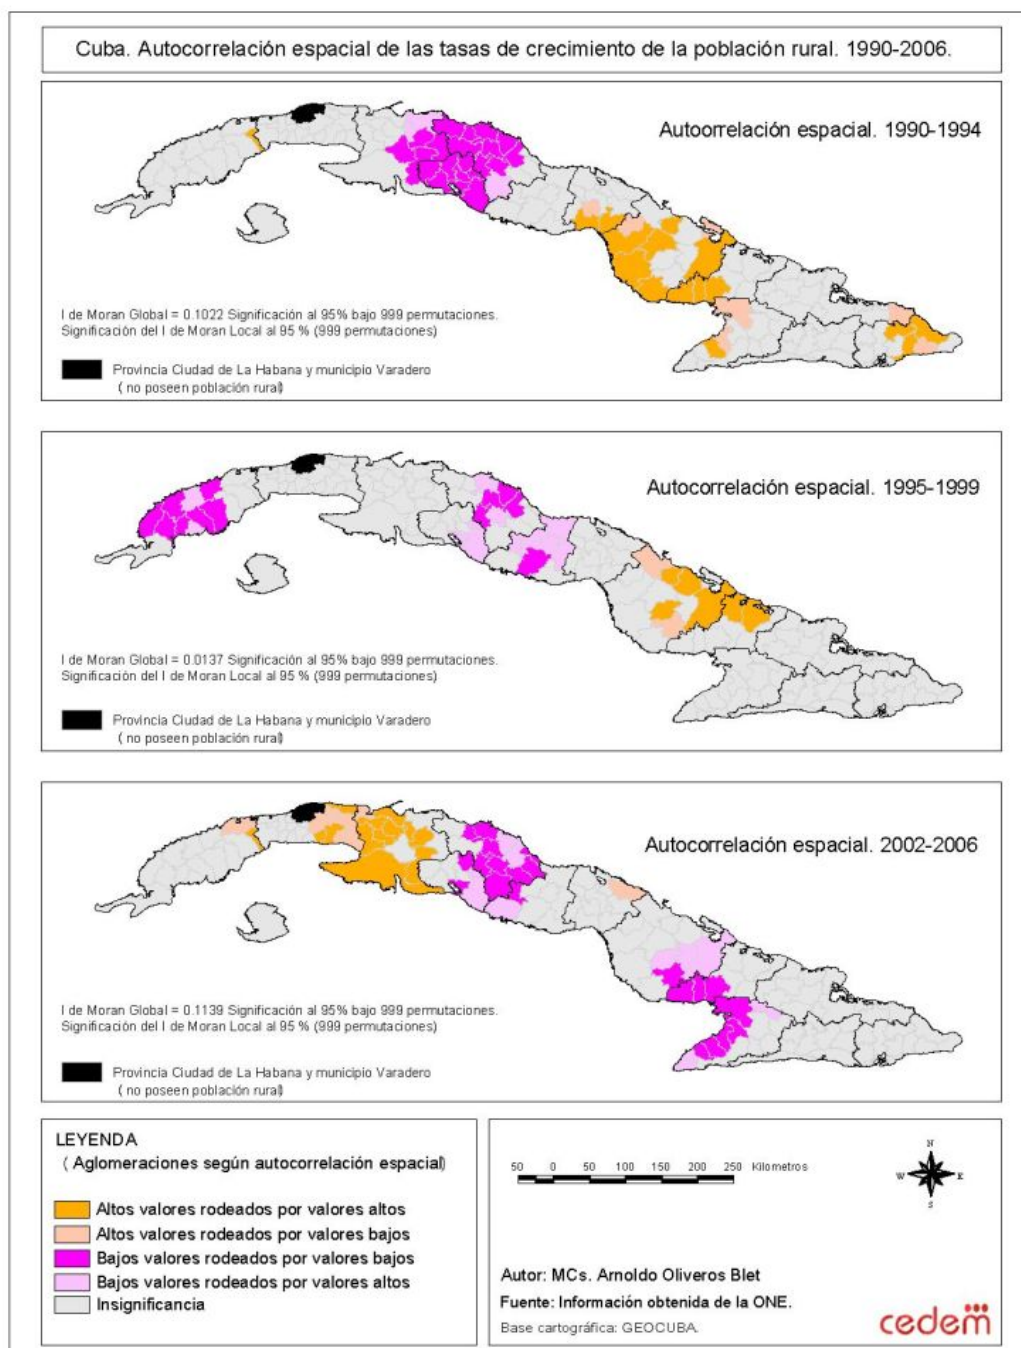 Cuba. Autocorrelación espacial de las tasas de crecimiento de la población rural. 1990-2006.
Autoorrelación espacial. 1990-1994
I de Moran Global = 0.1022 Significación al 95% bajo 999 permutaciones.
Significación del I de Moran Local al 95 % (999 permutaciones)
Provincia Ciudad de La Habana y municipio Varadero
( no poseen población rural)
Autocorrelación espacial. 1995-1999
I de Moran Global = 0.0137 Significación al 95% bajo 999 permutaciones.
Significación del I de Moran Local al 95 % (999 permutaciones)
Provincia Ciudad de La Habana y municipio Varadero
( no poseen población rural)
Autocorrelación espacial. 2002-2006
I de Moran Global = 0.1139 Significación al 95% bajo 999 permutaciones.
Significación del I de Moran Local al 95 % (999 permutaciones)
Provincia Ciudad de La Habana y municipio Varadero
( no poseen población rural)
LEYENDA
( Aglomeraciones según autocorrelación espacial)
Altos valores rodeados por valores altos
Altos valores rodeados por valores bajos
Bajos valores rodeados por valores bajos
Bajos valores rodeados por valores altos
Insignificancia
50 0 50 100 150 200 250 Kilometros
N
W E
S
Autor: MCs. Arnoldo Oliveros Blet
Fuente: Información obtenida de la ONE.
Base cartográfica: GEOCUBA.
cedem